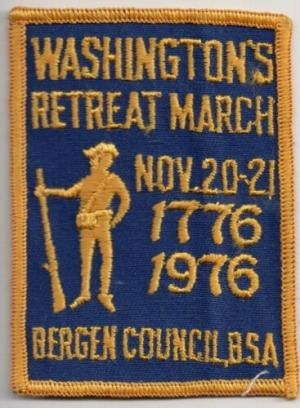 WASHINGTON'S
RETREAT MARCH
NOV. 20-21
1776
1976
BERGEN COUNCIL, BSA